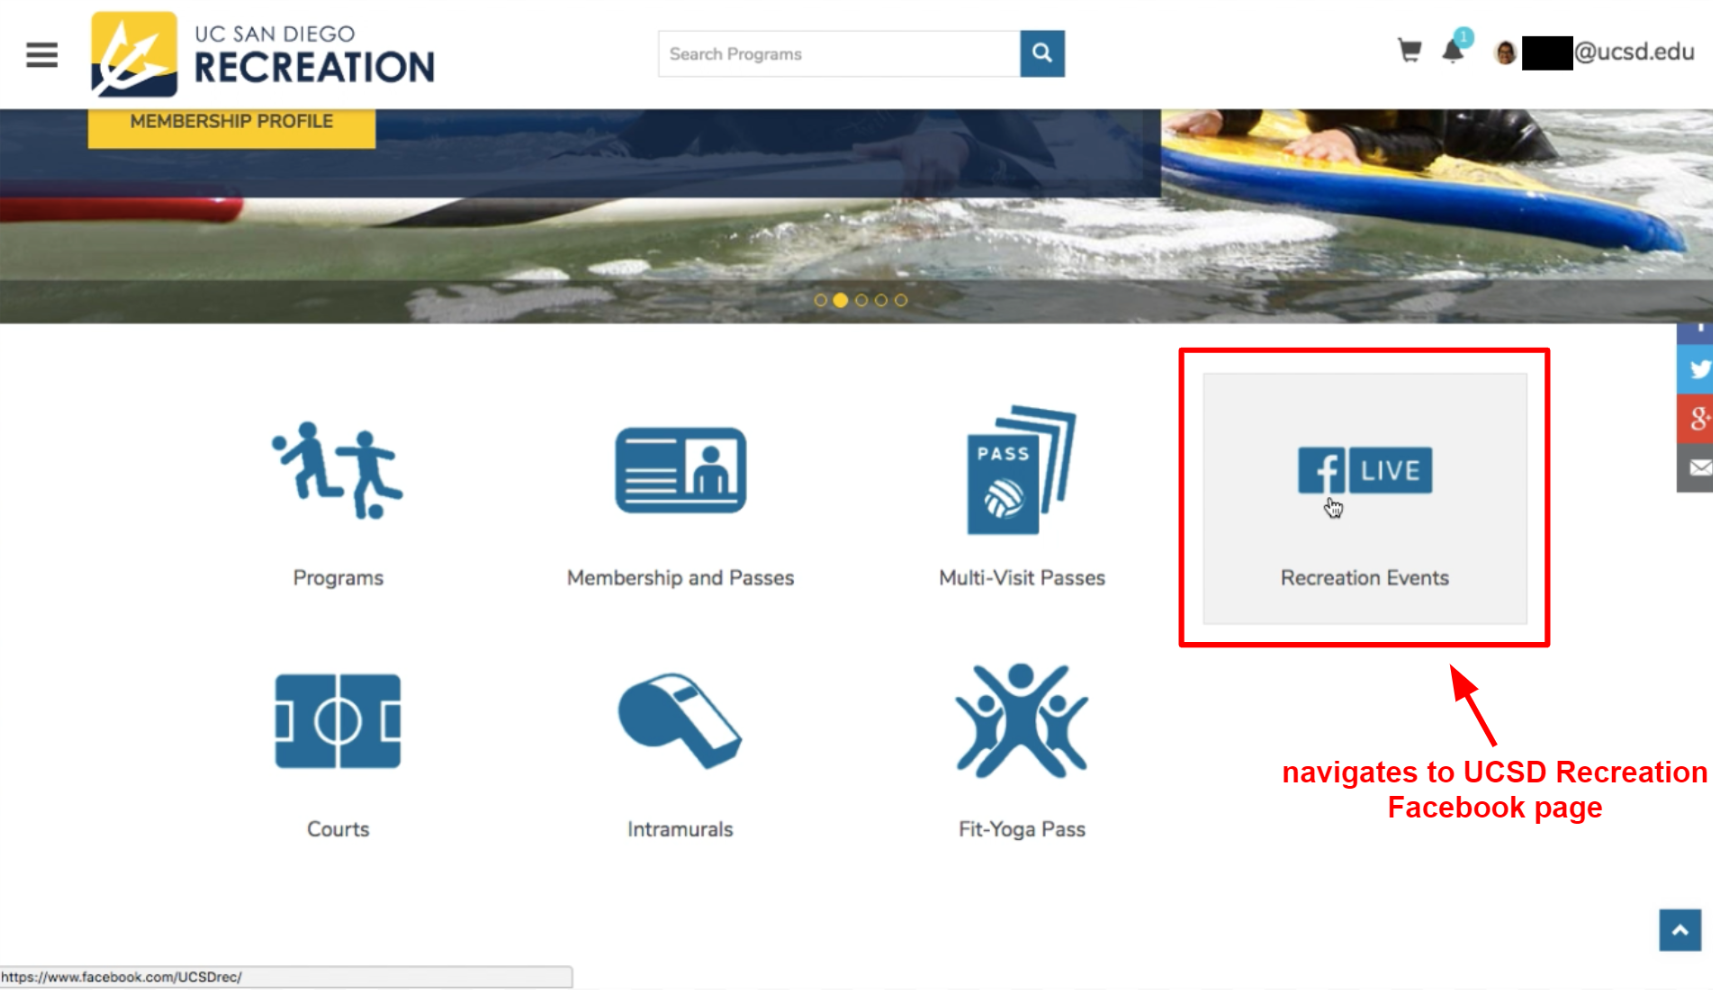 UC SAN DIEGO
RECREATION
Search Programs
1
@ucsd.edu
MEMBERSHIP PROFILE
f
g+
PASS
f LIVE
Programs
Membership and Passes
Multi-Visit Passes
Recreation Events
navigates to UCSD Recreation
Facebook page
Courts
Intramurals
Fit-Yoga Pass
https://www.facebook.com/UCSDrec/